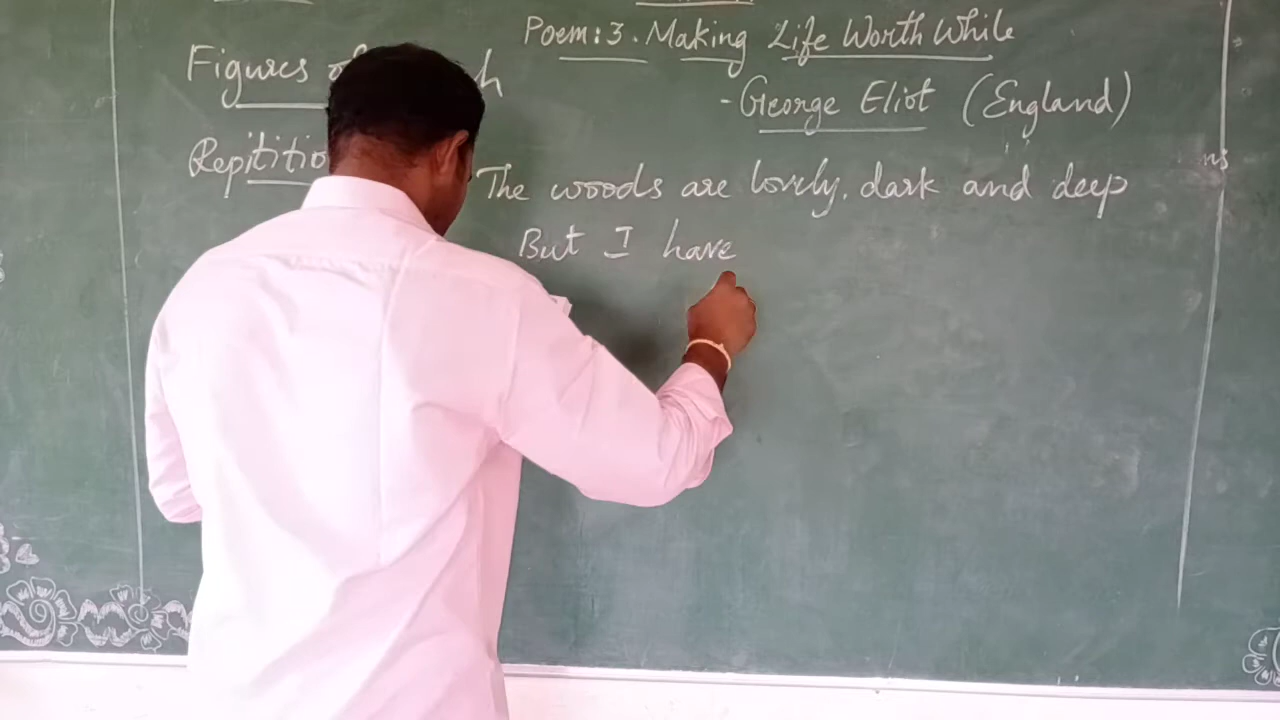 Poem: 3. Making Life Worth While
- George Eliot (England)
Figures
Repititio
The woods are lovely, dark and deep
But I have